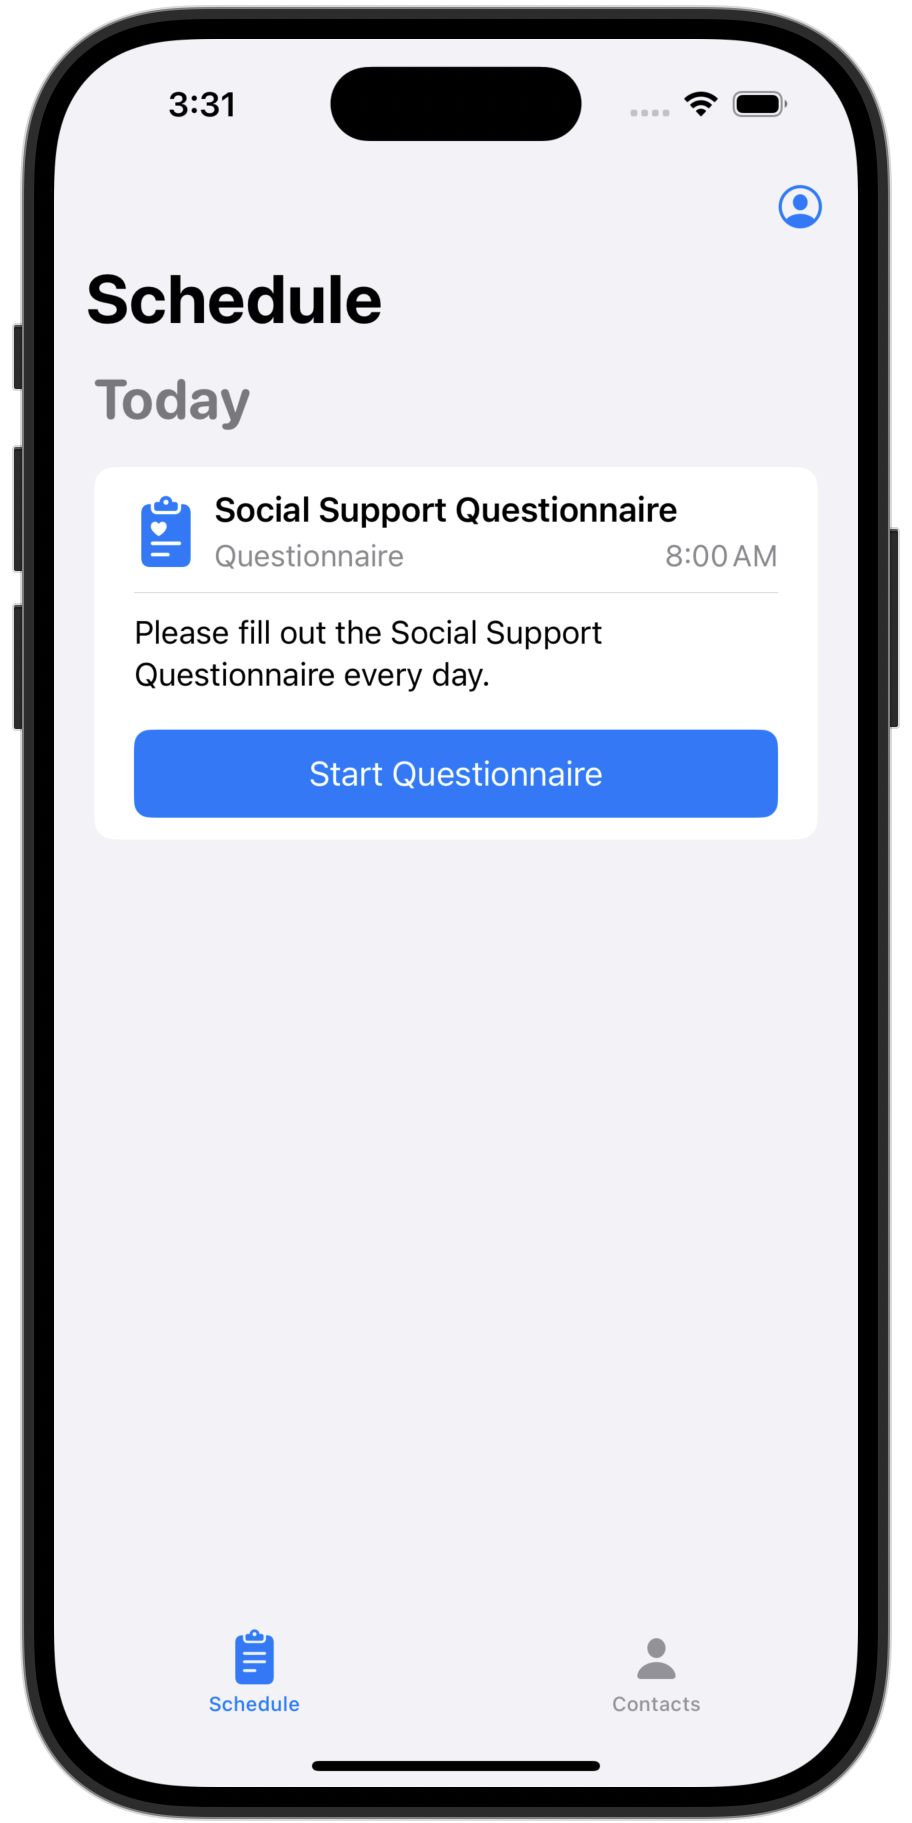 3:31
Schedule
Today
Social Support Questionnaire
Questionnaire 8:00 AM
Please fill out the Social Support
Questionnaire every day.
Start Questionnaire
Schedule Contacts